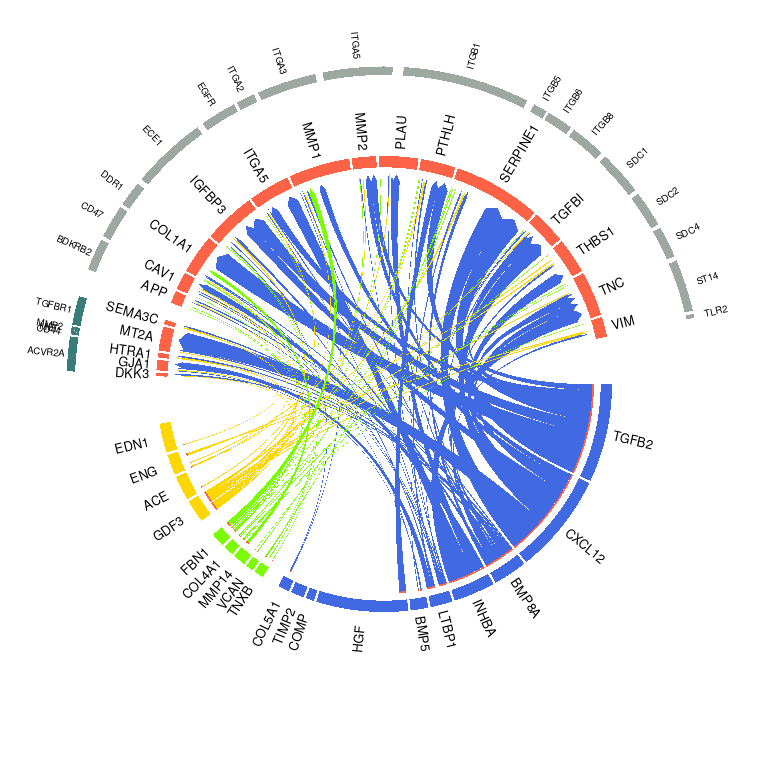 BDKRB2
CD47
DDR1
ECE1
EGFR
ITGA2
ITGA3
ITGA5
ITGB1
ITGB5
ITGB6
ITGB8
SDC1
SDC2
SDC4
ST14
TLR2
TGFBR1
ACVR2A
DKK3
GJA1
HTRA1
MT2A
SEMA3C
APP
CAV1
COL1A1
IGFBP3
ITGA5
MMP1
MMP2
PLAU
PTHLH
SERPINE1
TGFBI
THBS1
TNC
VIM
TGFB2
CXCL12
BMP8A
INHBA
LTBP1
BMP5
HGF
COMP
TIMP2
COL5A1
TNXB
VCAN
MMP14
COL4A1
FBN1
GDF3
ACE
ENG
EDN1